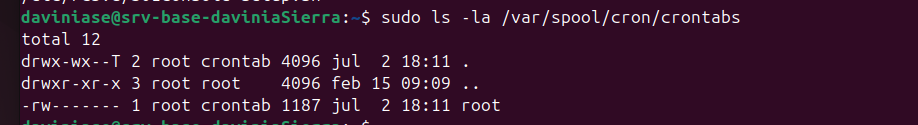 daviniase@srv-base-daviniaSierra:~$ sudo ls -la /var/spool/cron/crontabs
total 12
drwx-wx--T 2 root crontab 4096 jul  2 18:11 .
drwxr-xr-x 3 root root    4096 feb 15 09:09 ..
-rw------- 1 root crontab 1187 jul  2 18:11 root